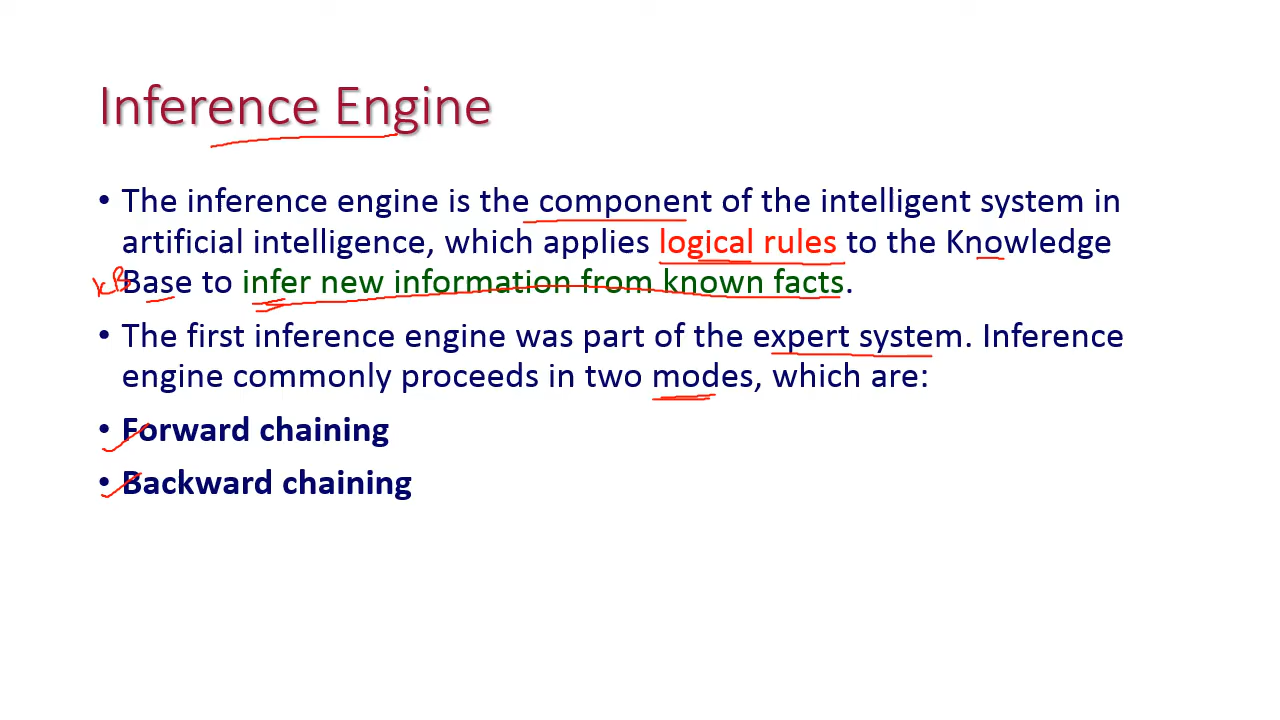 Inference Engine
• The inference engine is the component of the intelligent system in
artificial intelligence, which applies logical rules to the Knowledge
KB Base to infer new information from known facts.
• The first inference engine was part of the expert system. Inference
engine commonly proceeds in two modes, which are:
• Forward chaining
• Backward chaining